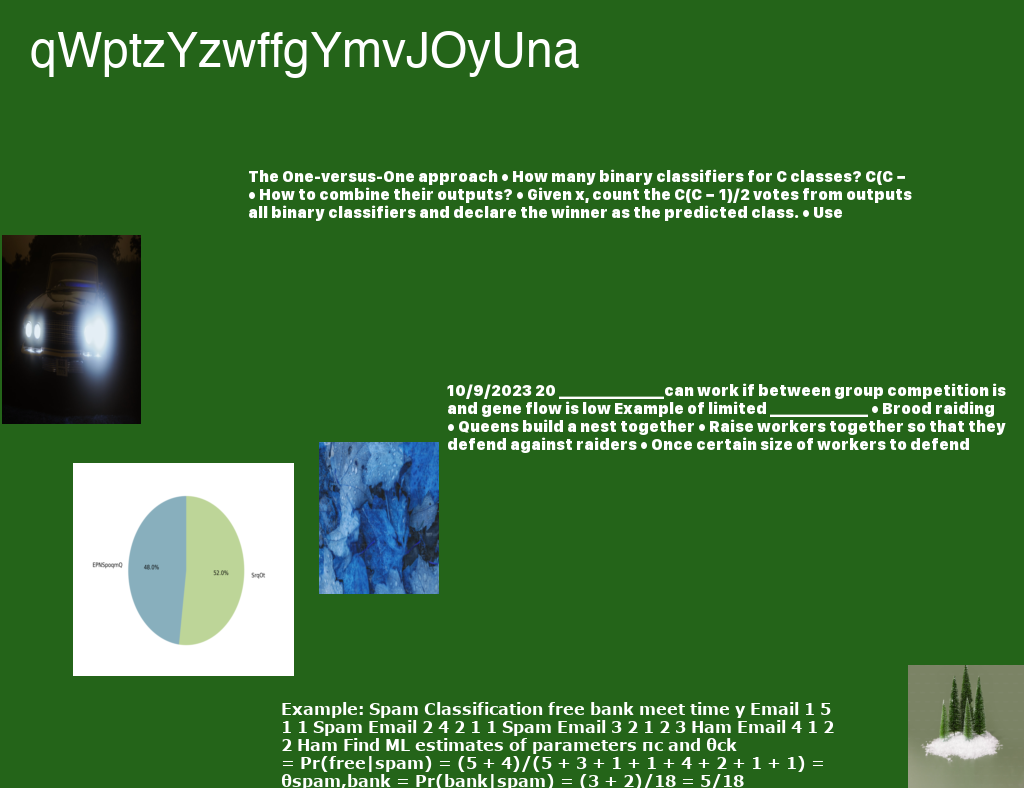 qWptzYzwffgYmvJOyUna
The One-versus-One approach • How many binary classifiers for C classes? C(C −
• How to combine their outputs? • Given x, count the C(C − 1)/2 votes from outputs
all binary classifiers and declare the winner as the predicted class. • Use
10/9/2023 20 _______________can work if between group competition is
and gene flow is low Example of limited ______________ • Brood raiding
• Queens build a nest together • Raise workers together so that they
defend against raiders • Once certain size of workers to defend
EPNSpoqmQ
48.0%
52.0%
SrqOt
Example: Spam Classification free bank meet time y Email 1 5
1 1 Spam Email 2 4 2 1 1 Spam Email 3 2 1 2 3 Ham Email 4 1 2
2 Ham Find ML estimates of parameters πc and θck
= Pr(free|spam) = (5 + 4)/(5 + 3 + 1 + 1 + 4 + 2 + 1 + 1) =
θspam,bank = Pr(bank|spam) = (3 + 2)/18 = 5/18